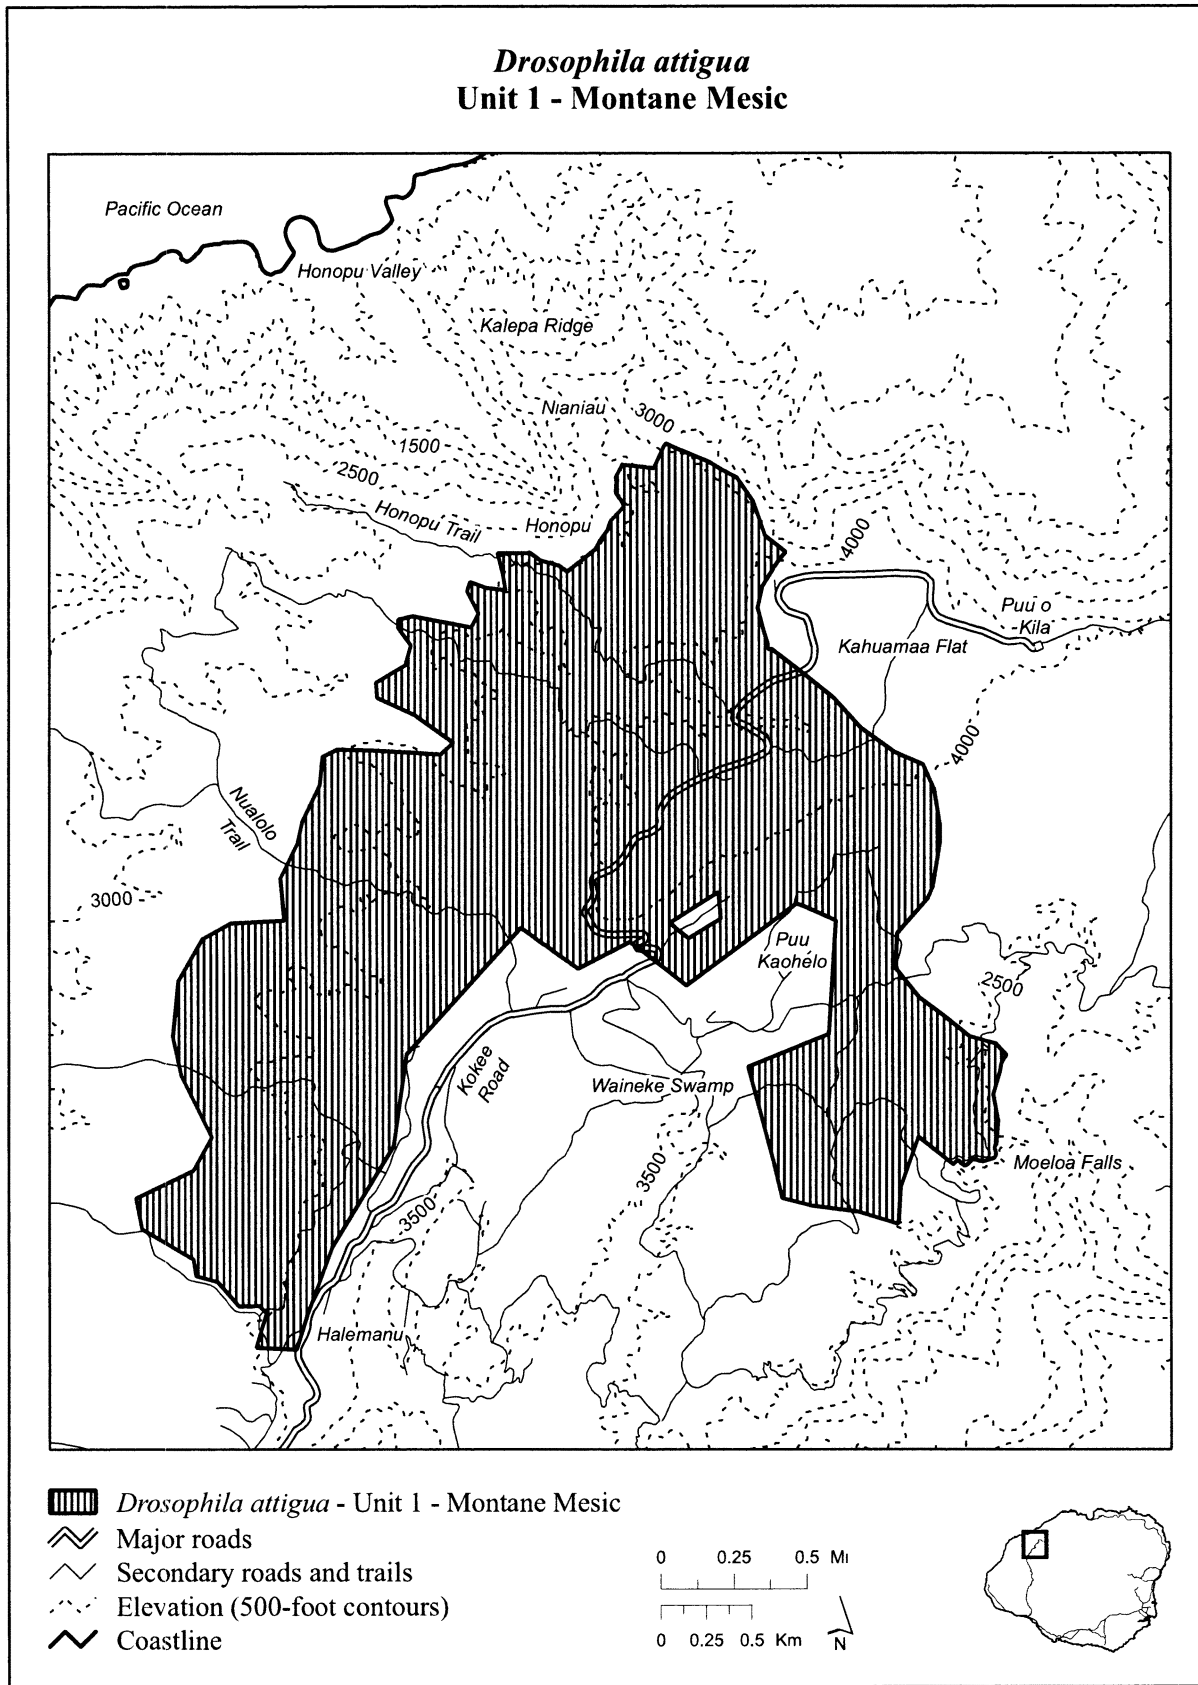 Drosophila attigua
Unit 1 - Montane Mesic
Pacific Ocean
Honopu Valley
Kalepa Ridge
Nianiau
3000
1500
2500
Honopu Trail
Honopu
4000
Puu o
Kila
Kahuamaa Flat
4000
Nualolo
Trail
3000
Puu
Kaohelo
2500
Kokee
Road
Waineke Swamp
3500
Moeloa Falls
3500
Halemanu
Drosophila attigua - Unit 1 - Montane Mesic
Major roads
Secondary roads and trails
Elevation (500-foot contours)
Coastline
0 0.25 0.5 Mi
0 0.25 0.5 Km
N